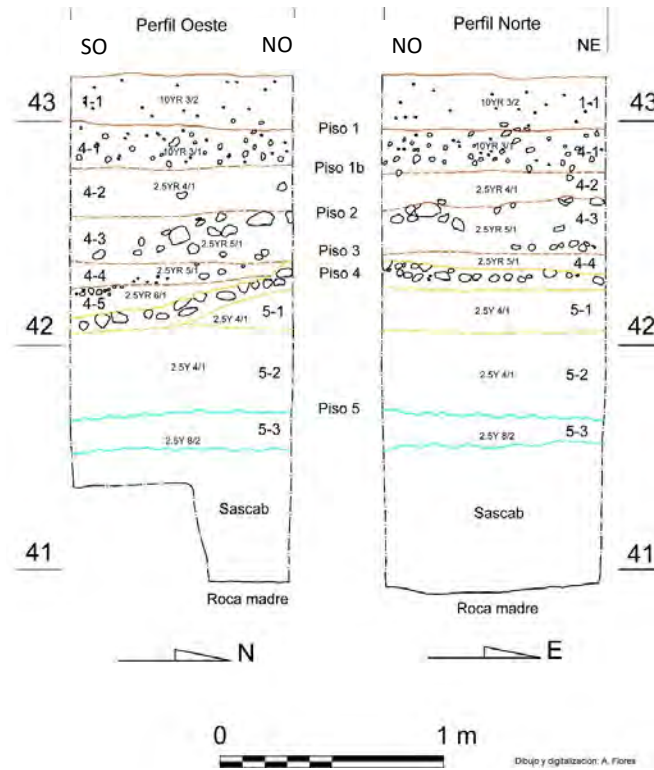 Perfil Oeste
Perfil Norte
SO NO
NO NE
43
1-1
10YR 3/2
10YR 3/2
1-1
43
Piso 1
4-1
10YR 3/1
10YR 3/1
4-1
Piso 1b
4-2
2.5YR 4/1
2.5YR 4/1
4-2
Piso 2
4-3
2.5YR 5/1
2.5YR 5/1
4-3
Piso 3
4-4
2.5YR 5/1
4-4
Piso 4
4-5
2.5YR 6/1
5-1
2.5Y 4/1
2.5Y 4/1
5-1
42
42
2.5Y 4/1
5-2
2.5Y 4/1
5-2
Piso 5
2.5Y 8/2
5-3
2.5Y 8/2
5-3
Sascab
Sascab
41
41
Roca madre
Roca madre
N
E
0 1 m
Dibujo y digitalización: A. Flores